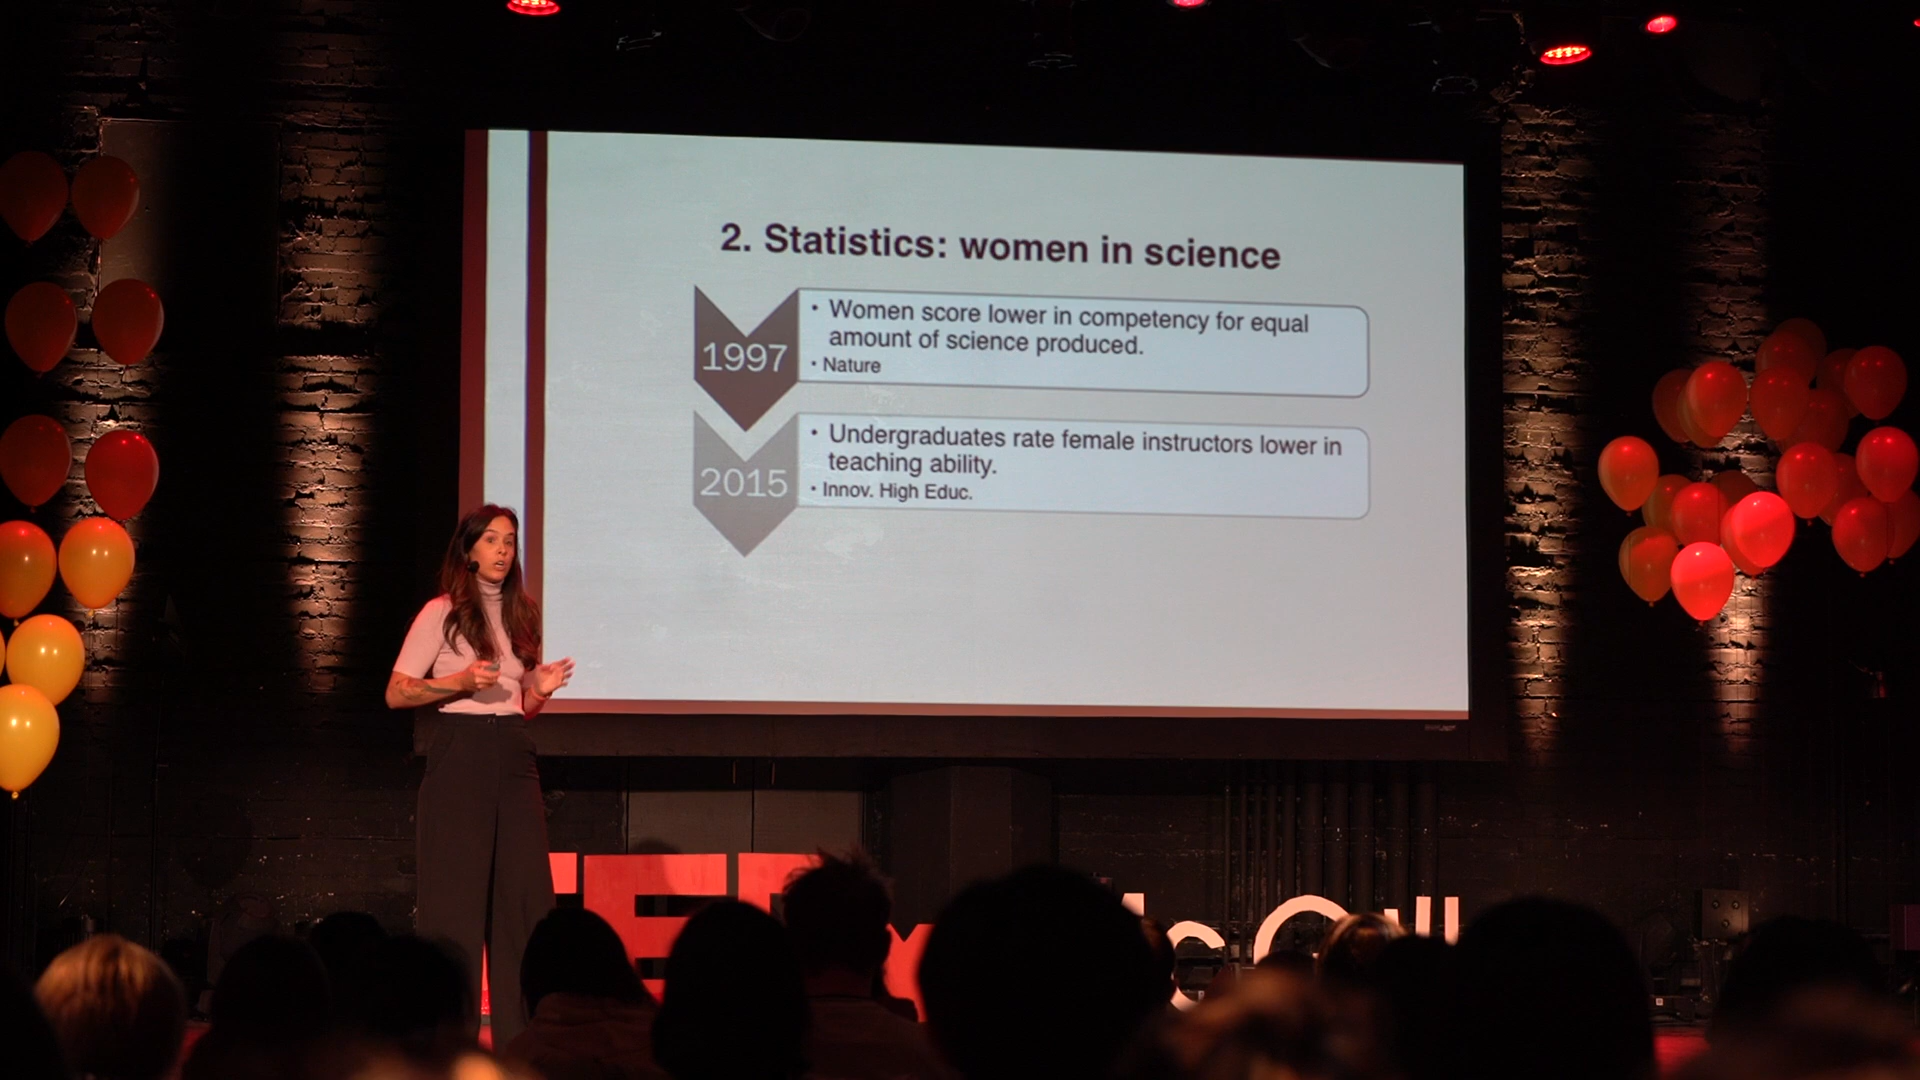 2. Statistics: women in science
1997
• Women score lower in competency for equal
amount of science produced.
• Nature
2015
• Undergraduates rate female instructors lower in
teaching ability.
• Innov. High Educ.
TEDx